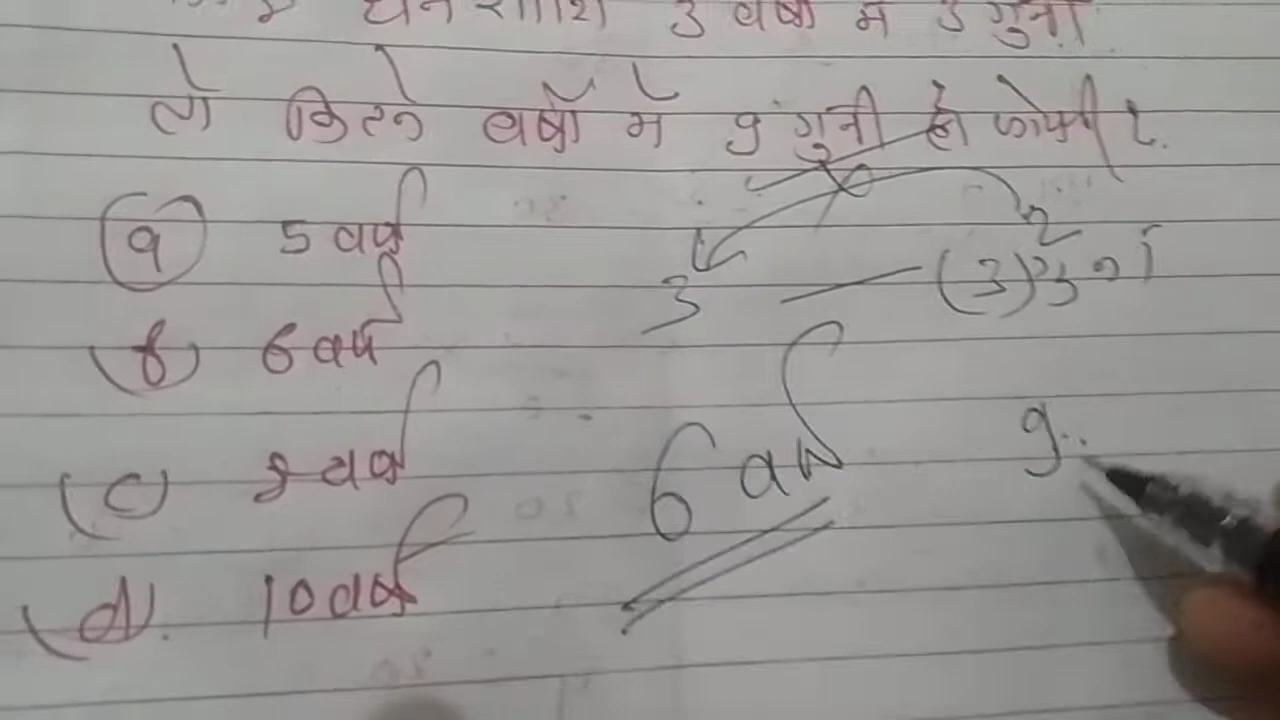 धन राशि 3 वर्षो में 3 गुनी
तो कितने वर्षों में 9 गुनी हो जायेगी ?
(a) 5 वर्ष
(b) 6 वर्ष
(c) 8 वर्ष
(d). 10 वर्ष
3 — (3)² गुना
6 वर्ष
9..